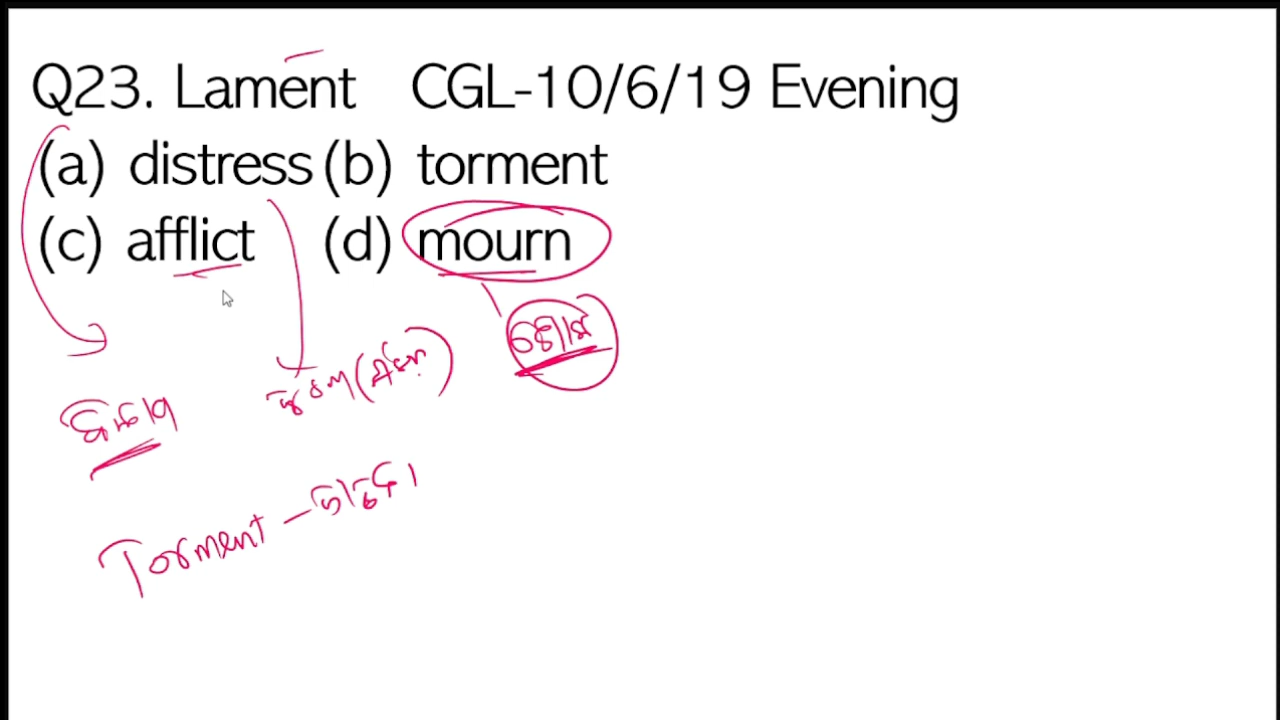 Q23. Lament CGL-10/6/19 Evening
(a) distress (b) torment
(c) afflict (d) mourn
Torment –